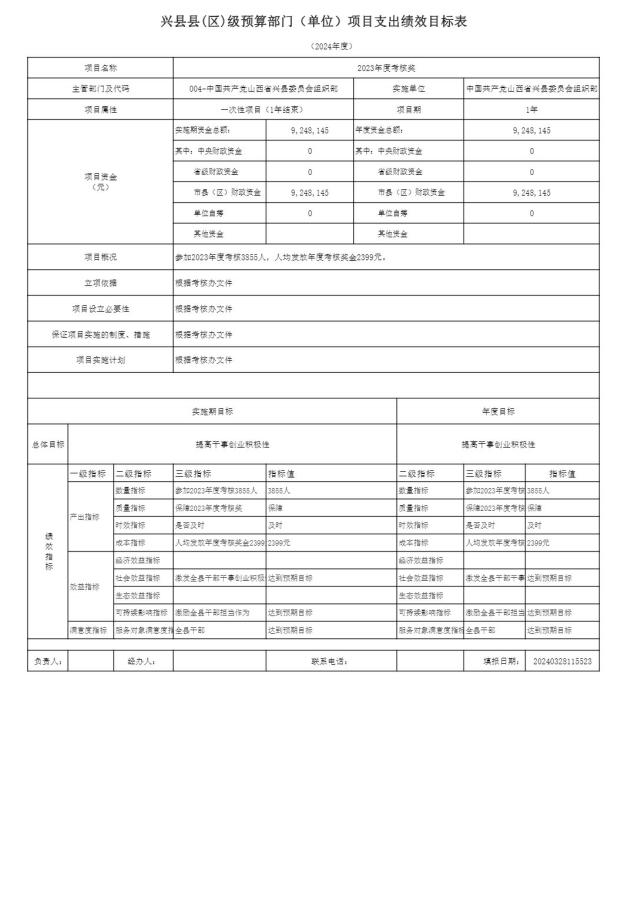 兴县县(区)级预算部门（单位）项目支出绩效目标表
（2024年度）
项目名称 2023年度考核奖
主管部门及代码 004-中国共产党山西省兴县委员会组织部 实施单位 中国共产党山西省兴县委员会组织部
项目属性 一次性项目（1年结束） 项目期 1年
项目资金（元） 实施期资金总额： 9,248,145 年度资金总额： 9,248,145
其中：中央财政资金 0 其中：中央财政资金 0
省级财政资金 0 省级财政资金 0
市县（区）财政资金 9,248,145 市县（区）财政资金 9,248,145
单位自筹 0 单位自筹 0
其他资金 其他资金
项目概况 参加2023年度考核3855人，人均发放年度考核奖金2399元。
立项依据 根据考核办文件
项目设立必要性 根据考核办文件
保证项目实施的制度、措施 根据考核办文件
项目实施计划 根据考核办文件
实施期目标 年度目标
总体目标 提高干事创业积极性 提高干事创业积极性
绩效指标 一级指标 二级指标 三级指标 指标值 二级指标 三级指标 指标值
产出指标 数量指标 参加2023年度考核3855人 3855人 数量指标 参加2023年度考核 3855人
质量指标 保障2023年度考核奖 保障 质量指标 保障2023年度考核 保障
时效指标 是否及时 及时 时效指标 是否及时 及时
成本指标 人均发放年度考核奖金2399 2399元 成本指标 人均发放年度考核 2399元
效益指标 经济效益指标 经济效益指标
社会效益指标 激发全县干部干事创业积极 达到预期目标 社会效益指标 激发全县干部干事 达到预期目标
生态效益指标 生态效益指标
可持续影响指标 激励全县干部担当作为 达到预期目标 可持续影响指标 激励全县干部担当 达到预期目标
满意度指标 服务对象满意度指 全县干部 达到预期目标 服务对象满意度指标 全县干部 达到预期目标
负责人： 经办人： 联系电话： 填报日期： 20240328115523